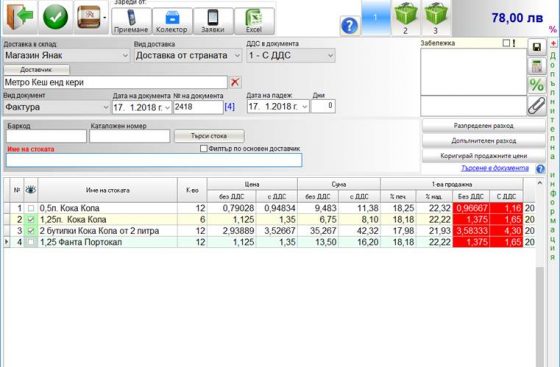 Зареди от:
Приемане Колектор Заявки Excel
? 1 2 3
78,00 лв
%
Доставка в склад: Вид доставка ДДС в документа Забележка !
Магазин Янак Доставка от страната 1 - С ДДС
Доставчик
Метро Кеш енд кери
Вид документ Дата на документа № на документа Дата на падеж Дни
Фактура 17. 1.2018 г. 2418 [4] 17. 1.2018 г. 0
%
Допълнителна информация
Баркод Каталожен номер
Търси стока
Име на стоката Филтър по основен доставчик
Разпределен разход
Допълнителен разход
Коригирай продажните цени
Търсене в документа ?
№ Име на стоката К-во Цена Сума 1-ва продажна
без ДДС с ДДС без ДДС с ДДС % печ. % над. Без ДДС С ДДС
1 0,5л. Кока Кола 12 0,79028 0,94834 9,483 11,38 18,25 22,32 0,96667 1,16 20
2 1,25л. Кока Кола 6 1,125 1,35 6,75 8,10 18,18 22,22 1,375 1,65 20
3 2 бутилки Кока Кола от 2 литра 12 2,93889 3,52667 35,267 42,32 17,98 21,93 3,58333 4,30 20
4 1,25 Фанта Портокал 12 1,125 1,35 13,50 16,20 18,18 22,22 1,375 1,65 20